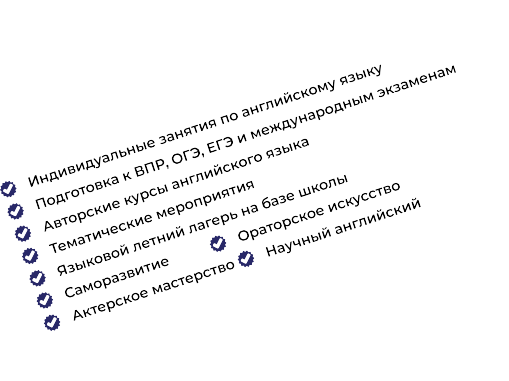 Индивидуальные занятия по английскому языку
Подготовка к ВПР, ОГЭ, ЕГЭ и международным экзаменам
Авторские курсы английского языка
Тематические мероприятия
Языковой летний лагерь на базе школы
Саморазвитие
Ораторское искусство
Актерское мастерство
Научный английский